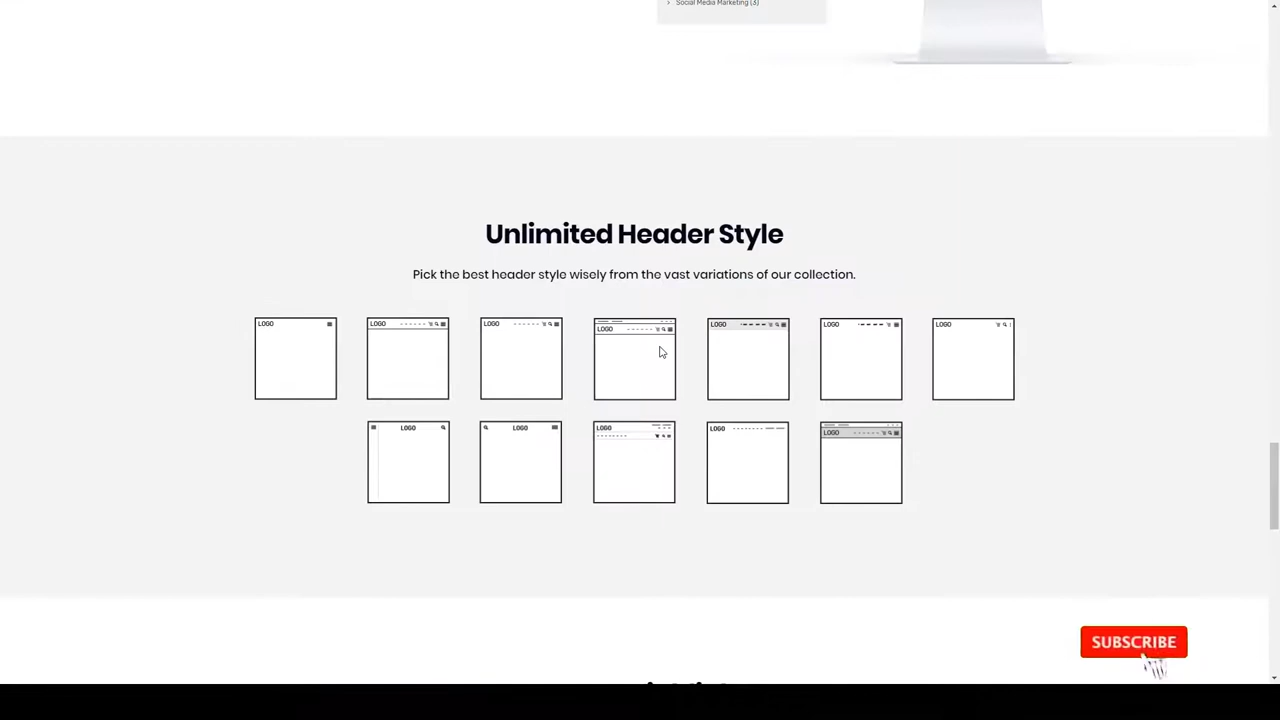 › Social Media Marketing (3)
Unlimited Header Style
Pick the best header style wisely from the vast variations of our collection.
LOGO
LOGO
LOGO
LOGO
LOGO
LOGO
LOGO
LOGO
LOGO
LOGO
LOGO
LOGO
SUBSCRIBE